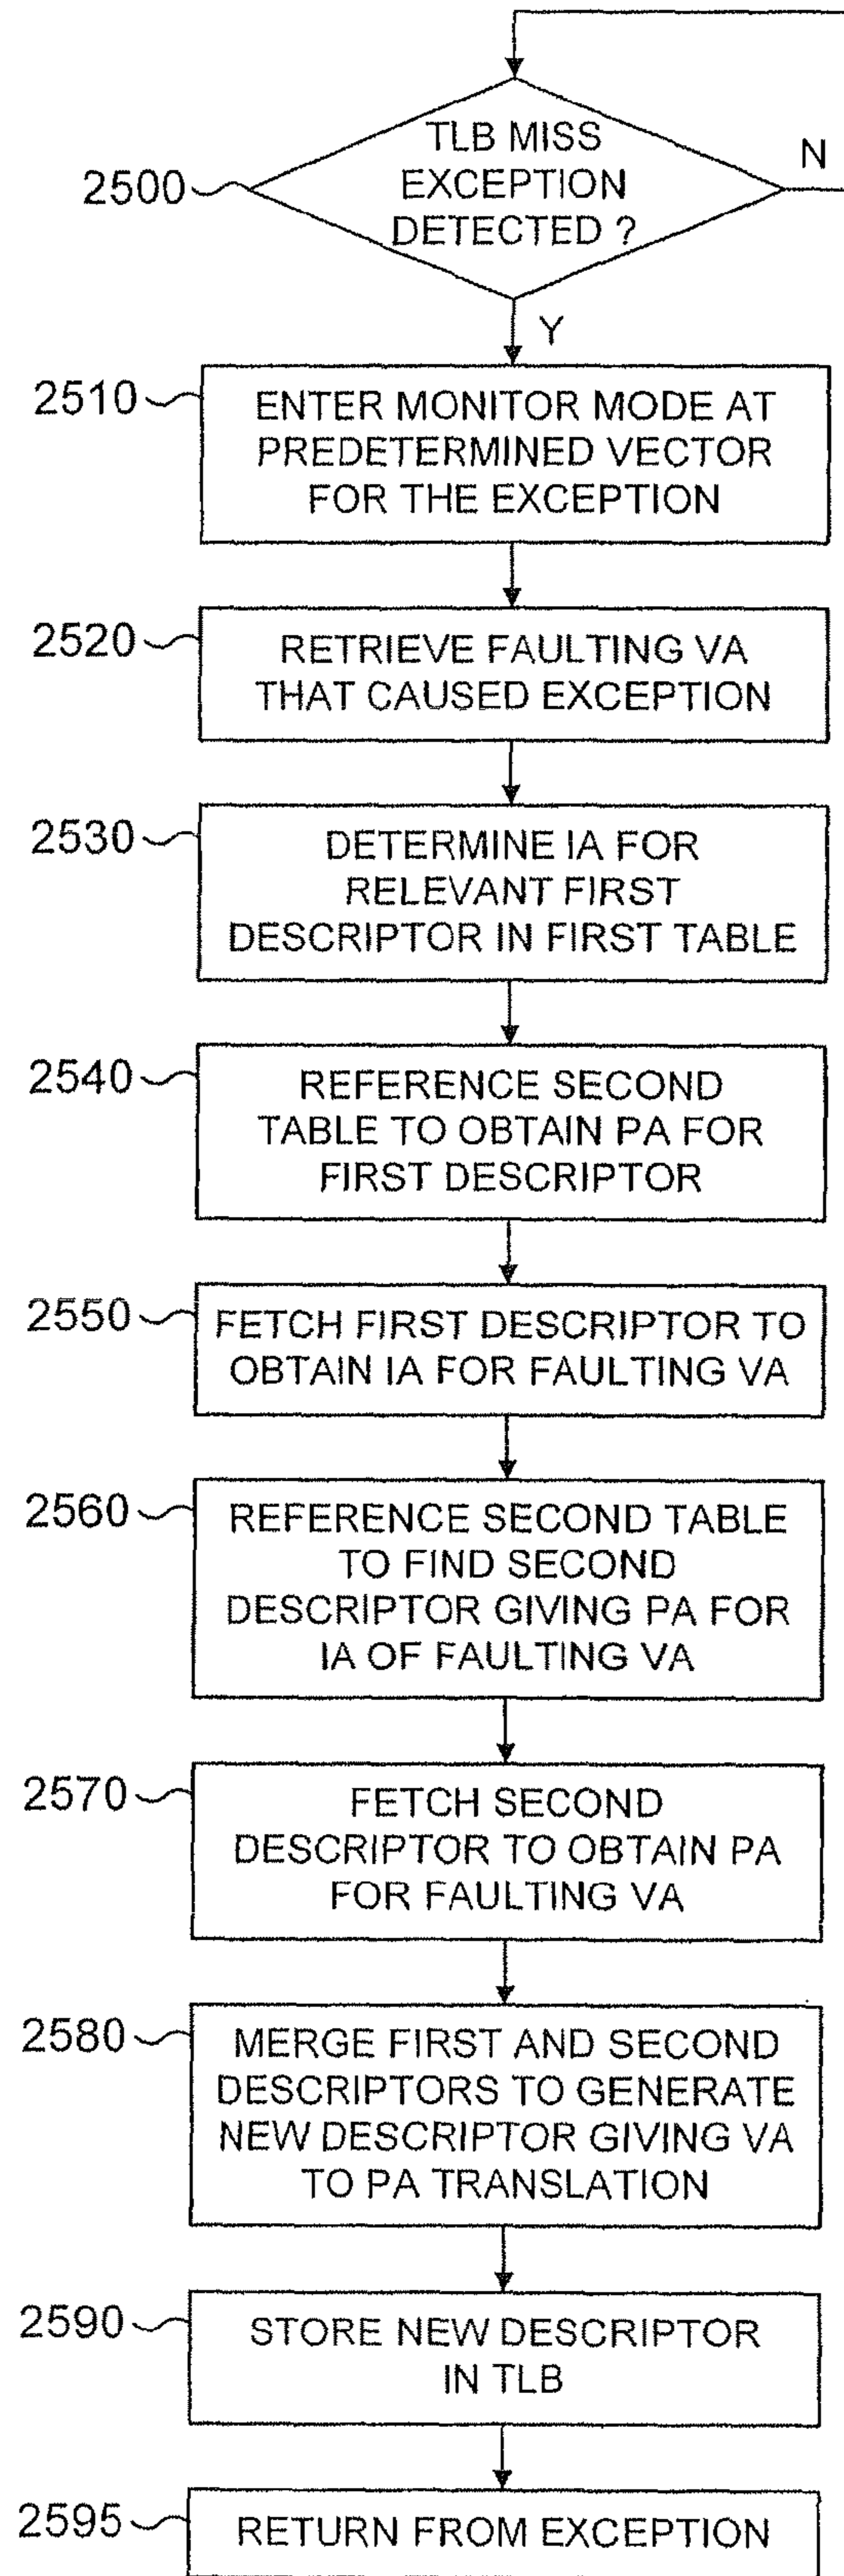 TLB MISS
EXCEPTION
DETECTED ?
N
2500
Y
2510
ENTER MONITOR MODE AT
PREDETERMINED VECTOR
FOR THE EXCEPTION
2520
RETRIEVE FAULTING VA
THAT CAUSED EXCEPTION
2530
DETERMINE IA FOR
RELEVANT FIRST
DESCRIPTOR IN FIRST TABLE
2540
REFERENCE SECOND
TABLE TO OBTAIN PA FOR
FIRST DESCRIPTOR
2550
FETCH FIRST DESCRIPTOR TO
OBTAIN IA FOR FAULTING VA
2560
REFERENCE SECOND TABLE
TO FIND SECOND
DESCRIPTOR GIVING PA FOR
IA OF FAULTING VA
2570
FETCH SECOND
DESCRIPTOR TO OBTAIN PA
FOR FAULTING VA
2580
MERGE FIRST AND SECOND
DESCRIPTORS TO GENERATE
NEW DESCRIPTOR GIVING VA
TO PA TRANSLATION
2590
STORE NEW DESCRIPTOR
IN TLB
2595
RETURN FROM EXCEPTION